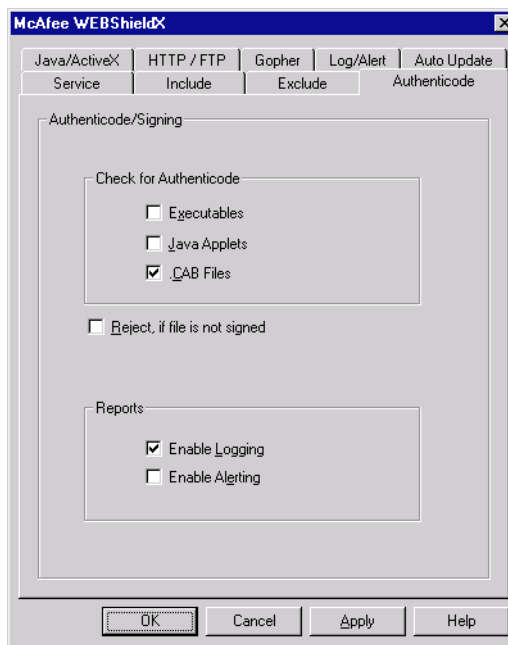 McAfee WEBShieldX
Java/ActiveX HTTP / FTP Gopher Log/Alert Auto Update
Service Include Exclude Authenticode
Authenticode/Signing
Check for Authenticode
Executables
Java Applets
.CAB Files
Reject, if file is not signed
Reports
Enable Logging
Enable Alerting
OK Cancel Apply Help